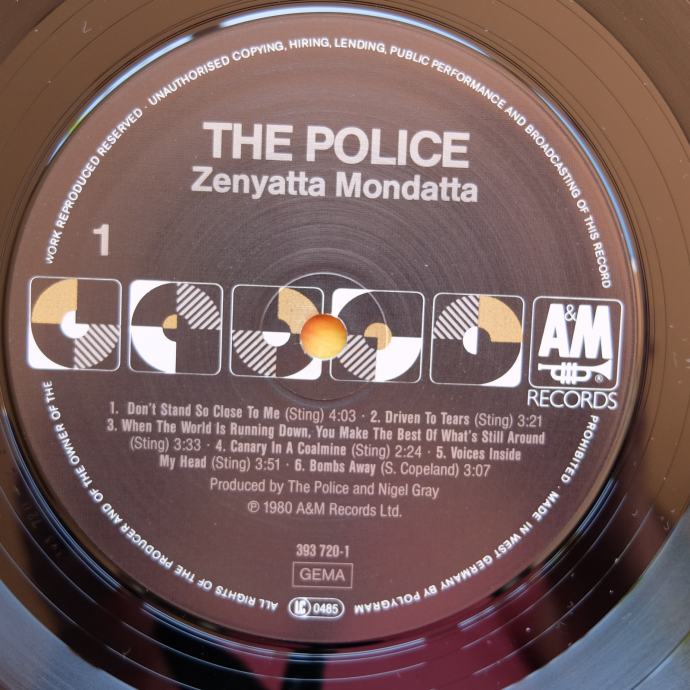 WORK REPRODUCED RESERVED · UNAUTHORISED COPYING, HIRING, LENDING, PUBLIC PERFORMANCE AND BROADCASTING OF THIS RECORD
THE POLICE
Zenyatta Mondatta
1
A&M
®
RECORDS
1. Don't Stand So Close To Me (Sting) 4:03 · 2. Driven To Tears (Sting) 3:21
3. When The World Is Running Down, You Make The Best Of What's Still Around
(Sting) 3:33 · 4. Canary In A Coalmine (Sting) 2:24 · 5. Voices Inside
My Head (Sting) 3:51 · 6. Bombs Away (S. Copeland) 3:07
Produced by The Police and Nigel Gray
℗ 1980 A&M Records Ltd.
393 720-1
GEMA
LC 0485
PROHIBITED · MADE IN WEST GERMANY BY POLYGRAM
ALL RIGHTS OF THE PRODUCER AND OF THE OWNER OF THE